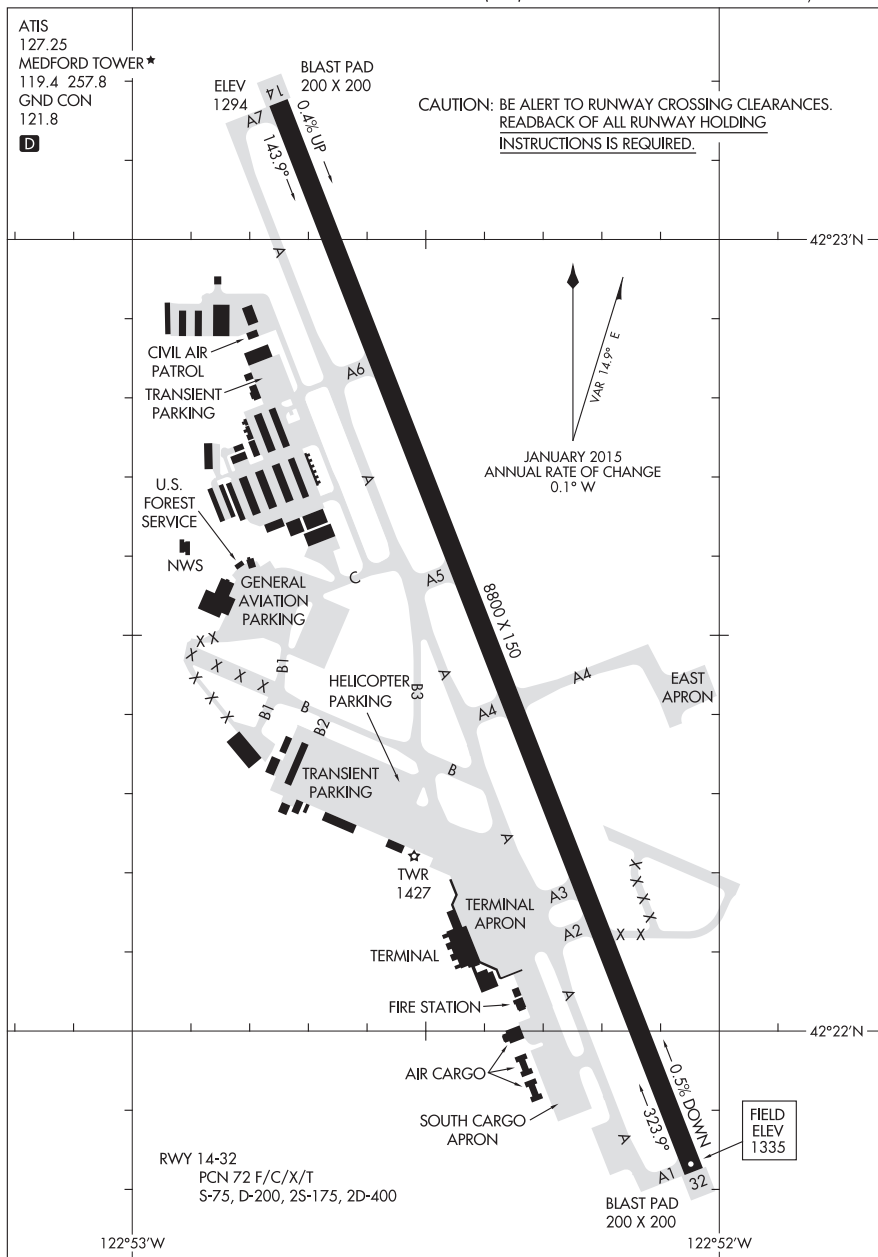 ATIS
127.25
MEDFORD TOWER★
119.4 257.8
GND CON
121.8
D
ELEV
1294
BLAST PAD
200 X 200
14
A7
0.4% UP
143.9°
CAUTION: BE ALERT TO RUNWAY CROSSING CLEARANCES.
READBACK OF ALL RUNWAY HOLDING
INSTRUCTIONS IS REQUIRED.
42°23'N
A
VAR 14.9° E
JANUARY 2015
ANNUAL RATE OF CHANGE
0.1° W
CIVIL AIR
PATROL
TRANSIENT
PARKING
A6
A
U.S.
FOREST
SERVICE
NWS
C
A5
GENERAL
AVIATION
PARKING
8800 X 150
X X
X X X X
X X X
B1
B1
B
B2
B3
A
HELICOPTER
PARKING
A4
A4
EAST
APRON
TRANSIENT
PARKING
B
A
TWR
1427
TERMINAL
APRON
A3
A2
X X X X
X X
TERMINAL
FIRE STATION
A
42°22'N
AIR CARGO
SOUTH CARGO
APRON
0.5% DOWN
323.9°
FIELD
ELEV
1335
A
A1
32
RWY 14-32
PCN 72 F/C/X/T
S-75, D-200, 2S-175, 2D-400
BLAST PAD
200 X 200
122°53'W
122°52'W